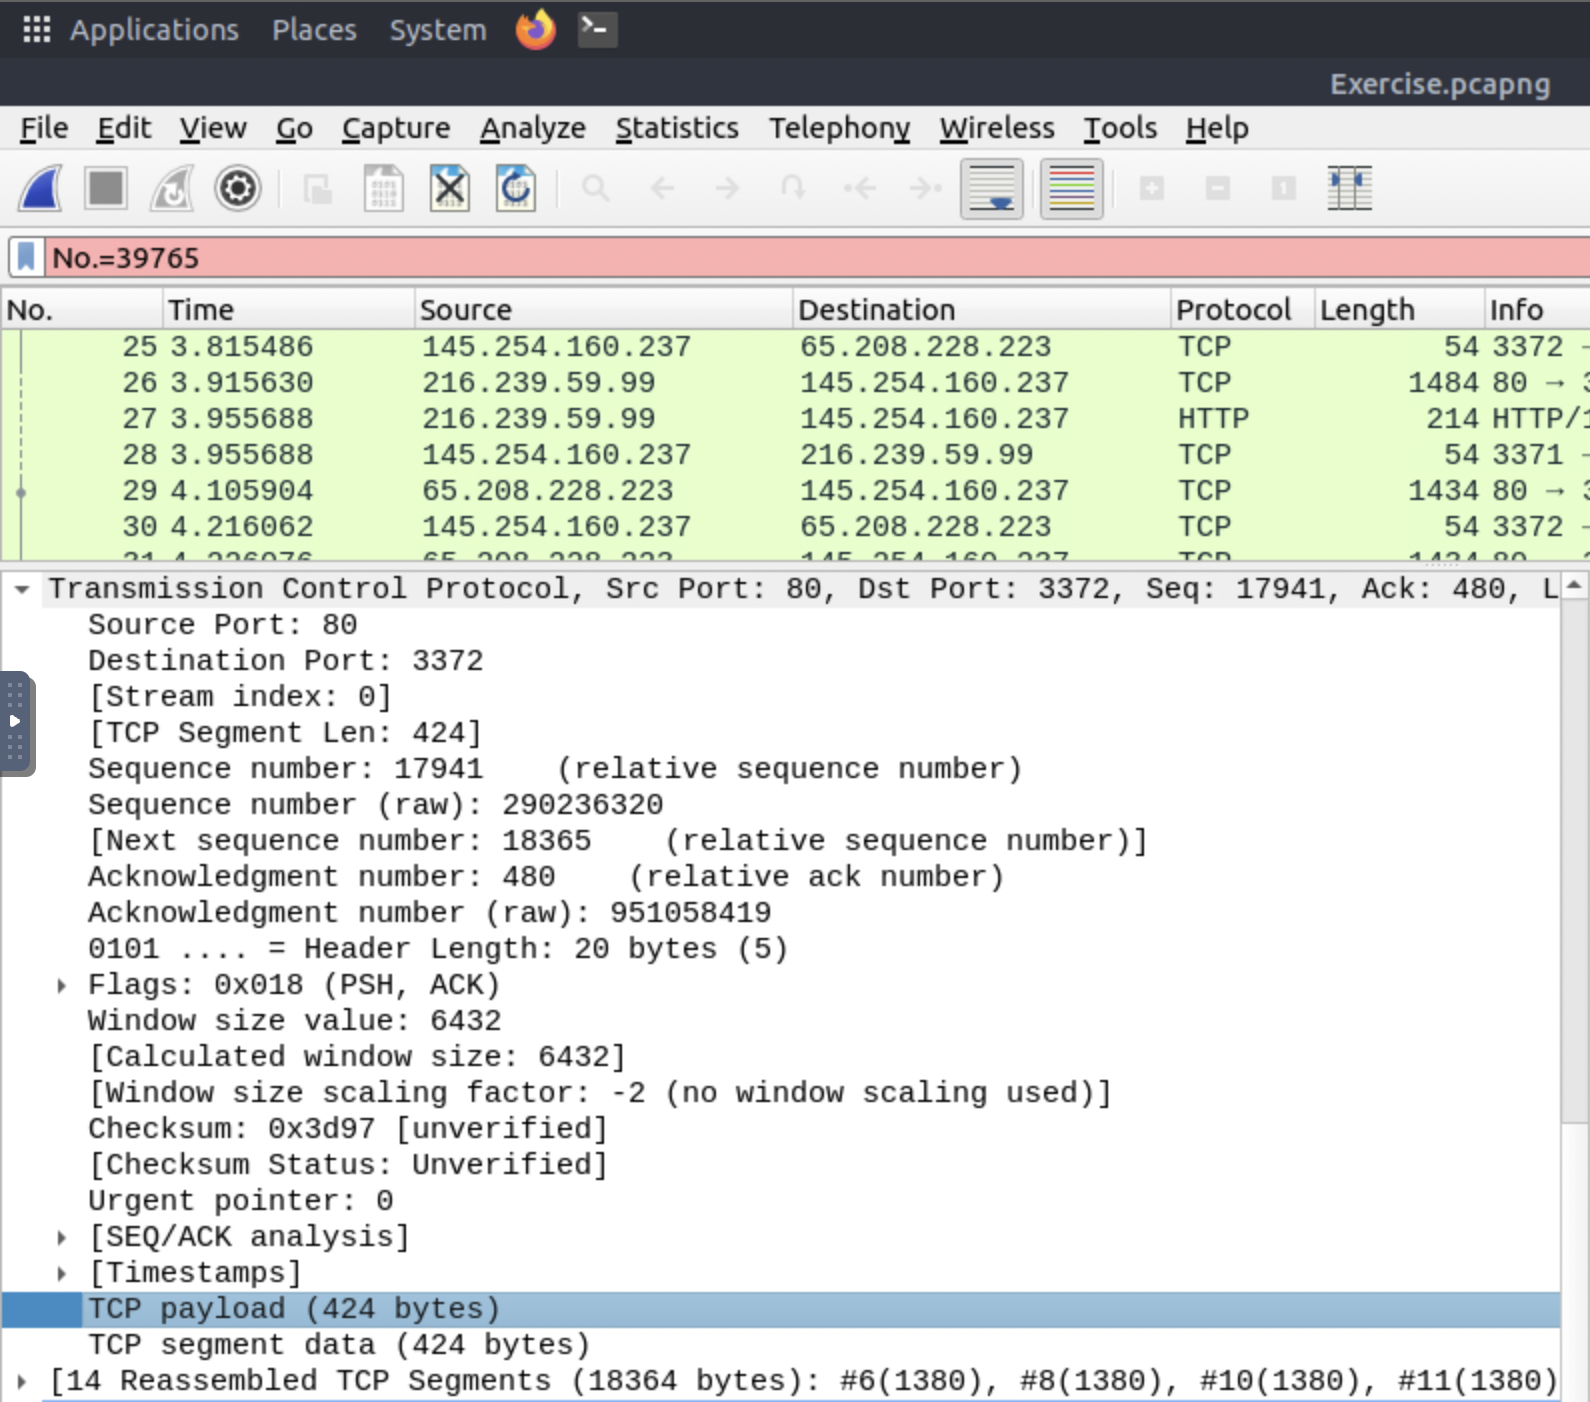 Applications Places System
Exercise.pcapng
File Edit View Go Capture Analyze Statistics Telephony Wireless Tools Help
No.=39765
No. Time Source Destination Protocol Length Info
25 3.815486 145.254.160.237 65.208.228.223 TCP 54 3372
26 3.915630 216.239.59.99 145.254.160.237 TCP 1484 80 →
27 3.955688 216.239.59.99 145.254.160.237 HTTP 214 HTTP/1
28 3.955688 145.254.160.237 216.239.59.99 TCP 54 3371
29 4.105904 65.208.228.223 145.254.160.237 TCP 1434 80 →
30 4.216062 145.254.160.237 65.208.228.223 TCP 54 3372
Transmission Control Protocol, Src Port: 80, Dst Port: 3372, Seq: 17941, Ack: 480, L
Source Port: 80
Destination Port: 3372
[Stream index: 0]
[TCP Segment Len: 424]
Sequence number: 17941 (relative sequence number)
Sequence number (raw): 290236320
[Next sequence number: 18365 (relative sequence number)]
Acknowledgment number: 480 (relative ack number)
Acknowledgment number (raw): 951058419
0101 .... = Header Length: 20 bytes (5)
Flags: 0x018 (PSH, ACK)
Window size value: 6432
[Calculated window size: 6432]
[Window size scaling factor: -2 (no window scaling used)]
Checksum: 0x3d97 [unverified]
[Checksum Status: Unverified]
Urgent pointer: 0
[SEQ/ACK analysis]
[Timestamps]
TCP payload (424 bytes)
TCP segment data (424 bytes)
[14 Reassembled TCP Segments (18364 bytes): #6(1380), #8(1380), #10(1380), #11(1380)